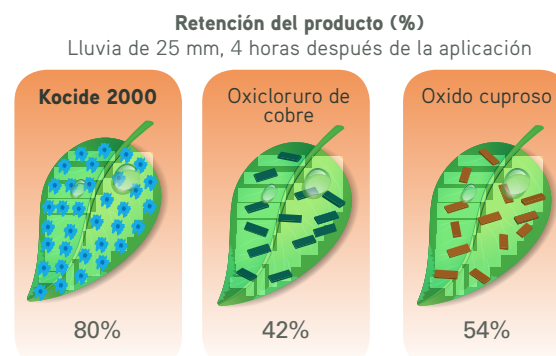 Retención del producto (%)
Lluvia de 25 mm, 4 horas después de la aplicación
Kocide 2000
Oxicloruro de
cobre
Oxido cuproso
80%
42%
54%